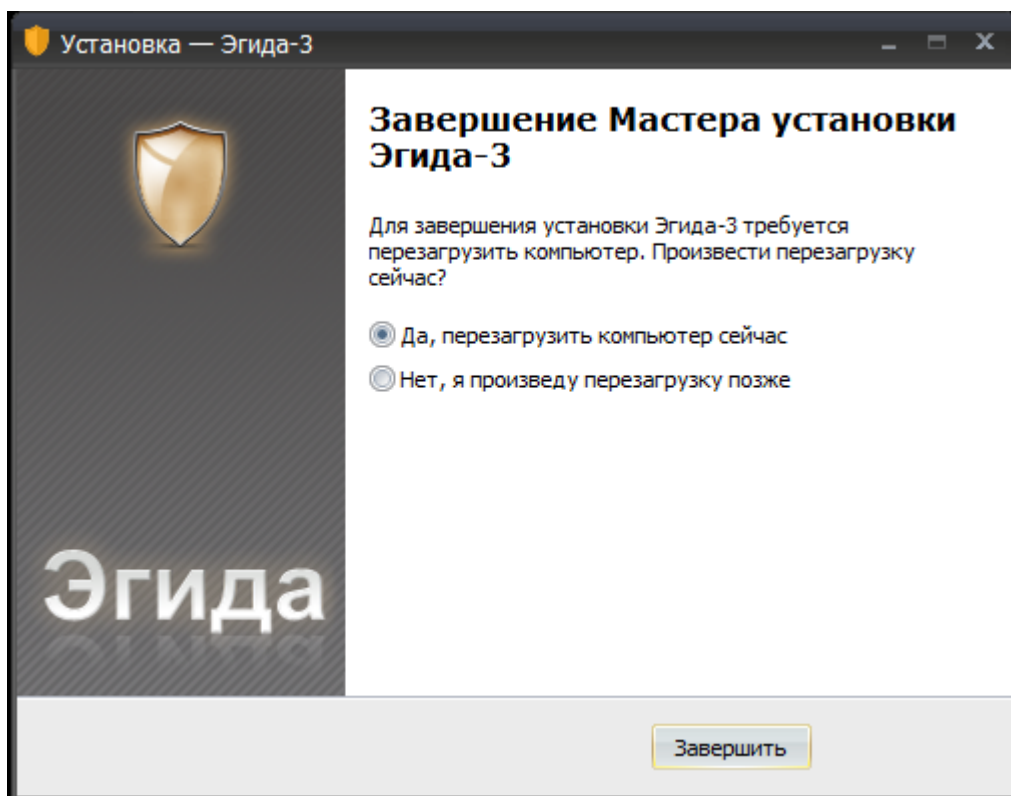 Установка — Эгида-3
Завершение Мастера установки
Эгида-3
Для завершения установки Эгида-3 требуется
перезагрузить компьютер. Произвести перезагрузку
сейчас?
Да, перезагрузить компьютер сейчас
Нет, я произведу перезагрузку позже
Эгида
Завершить